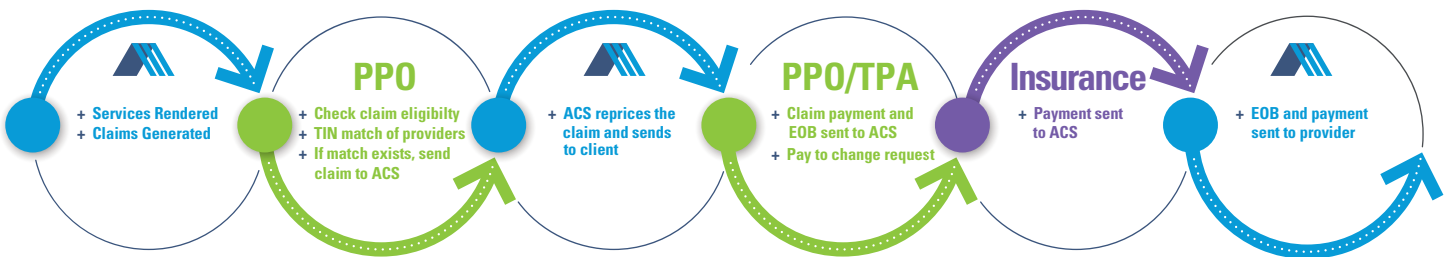 + Services Rendered
+ Claims Generated
PPO
+ Check claim eligibilty
+ TIN match of providers
+ If match exists, send
claim to ACS
+ ACS reprices the
claim and sends
to client
PPO/TPA
+ Claim payment and
EOB sent to ACS
+ Pay to change request
Insurance
+ Payment sent
to ACS
+ EOB and payment
sent to provider